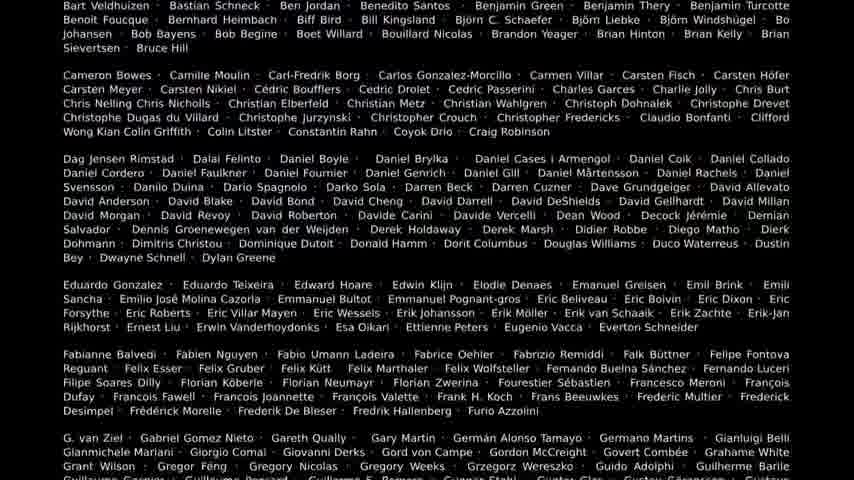 Bart Veldhuizen · Bastian Schneck · Ben Jordan · Benedito Santos · Benjamin Green · Benjamin Thery · Benjamin Turcotte
Benoit Foucque · Bernhard Heimbach · Biff Bird · Bill Kingsland · Björn C. Schaefer · Björn Liebke · Björn Windshügel · Bo
Johansen · Bob Bayens · Bob Begine · Boet Willard · Bouillard Nicolas · Brandon Yeager · Brian Hinton · Brian Kelly · Brian
Sievertsen · Bruce Hill
Cameron Bowes · Camille Moulin · Carl-Fredrik Borg · Carlos Gonzalez-Morcillo · Carmen Villar · Carsten Fisch · Carsten Höfer
Carsten Meyer · Carsten Nikiel · Cédric Boufflers · Cedric Drolet · Cedric Passerini · Charles Garces · Charlie Jolly · Chris Burt
Chris Nelling Chris Nicholls · Christian Elberfeld · Christian Metz · Christian Wahlgren · Christoph Dohnalek · Christophe Drevet
Christophe Dugas du Villard · Christophe Jurzynski · Christopher Crouch · Christopher Fredericks · Claudio Bonfanti · Clifford
Wong Kian Colin Griffith · Colin Litster · Constantin Rahn · Coyok Drio · Craig Robinson
Dag Jensen Rimstad · Dalai Felinto · Daniel Boyle · Daniel Brylka · Daniel Cases i Armengol · Daniel Coik · Daniel Collado
Daniel Cordero · Daniel Faulkner · Daniel Fournier · Daniel Genrich · Daniel Gill · Daniel Mårtensson · Daniel Rachels · Daniel
Svensson · Danilo Duina · Dario Spagnolo · Darko Sola · Darren Beck · Darren Cuzner · Dave Grundgeiger · David Allevato
David Anderson · David Blake · David Bond · David Cheng · David Darrell · David DeShields · David Gellhardt · David Millan
David Morgan · David Revoy · David Roberton · Davide Carini · Davide Vercelli · Dean Wood · Decock Jérémie · Demian
Salvador · Dennis Groenewegen van der Weijden · Derek Holdaway · Derek Marsh · Didier Robbe · Diego Matho · Dierk
Dohmann · Dimitris Christou · Dominique Dutoit · Donald Hamm · Dorit Columbus · Douglas Williams · Duco Waterreus · Dustin
Bey · Dwayne Schnell · Dylan Greene
Eduardo Gonzalez · Eduardo Teixeira · Edward Hoare · Edwin Klijn · Elodie Denaes · Emanuel Greisen · Emil Brink · Emili
Sancha · Emilio José Molina Cazorla · Emmanuel Bultot · Emmanuel Pognant-gros · Eric Beliveau · Eric Boivin · Eric Dixon · Eric
Forsythe · Eric Roberts · Eric Villar Mayen · Eric Wessels · Erik Johansson · Erik Möller · Erik van Schaaik · Erik Zachte · Erik-Jan
Rijkhorst · Ernest Liu · Erwin Vanderhoydonks · Esa Oikari · Ettienne Peters · Eugenio Vacca · Everton Schneider
Fabianne Balvedi · Fabien Nguyen · Fabio Umann Ladeira · Fabrice Oehler · Fabrizio Remiddi · Falk Büttner · Felipe Fontova
Reguant Felix Esser · Felix Gruber · Felix Kütt Felix Marthaler · Felix Wolfsteller · Fernando Buelna Sánchez · Fernando Luceri
Filipe Soares Dilly · Florian Köberle · Florian Neumayr · Florian Zwerina · Fourestier Sébastien · Francesco Meroni · François
Dufay · Francois Fawell · Francois Joannette · François Valette · Frank H. Koch · Frans Beeuwkes · Frederic Multier · Frederick
Desimpel · Frédérick Morelle · Frederik De Bleser · Fredrik Hallenberg · Furio Azzolini
G. van Ziel · Gabriel Gomez Nieto · Gareth Qually · Gary Martin · Germán Alonso Tamayo · Germano Martins · Gianluigi Belli
Gianmichele Mariani · Giorgio Comai · Giovanni Derks · Gord von Campe · Gordon McCreight · Govert Combée · Grahame White
Grant Wilson · Gregor Feng · Gregory Nicolas · Gregory Weeks · Grzegorz Wereszko · Guido Adolphi · Guilherme Barile